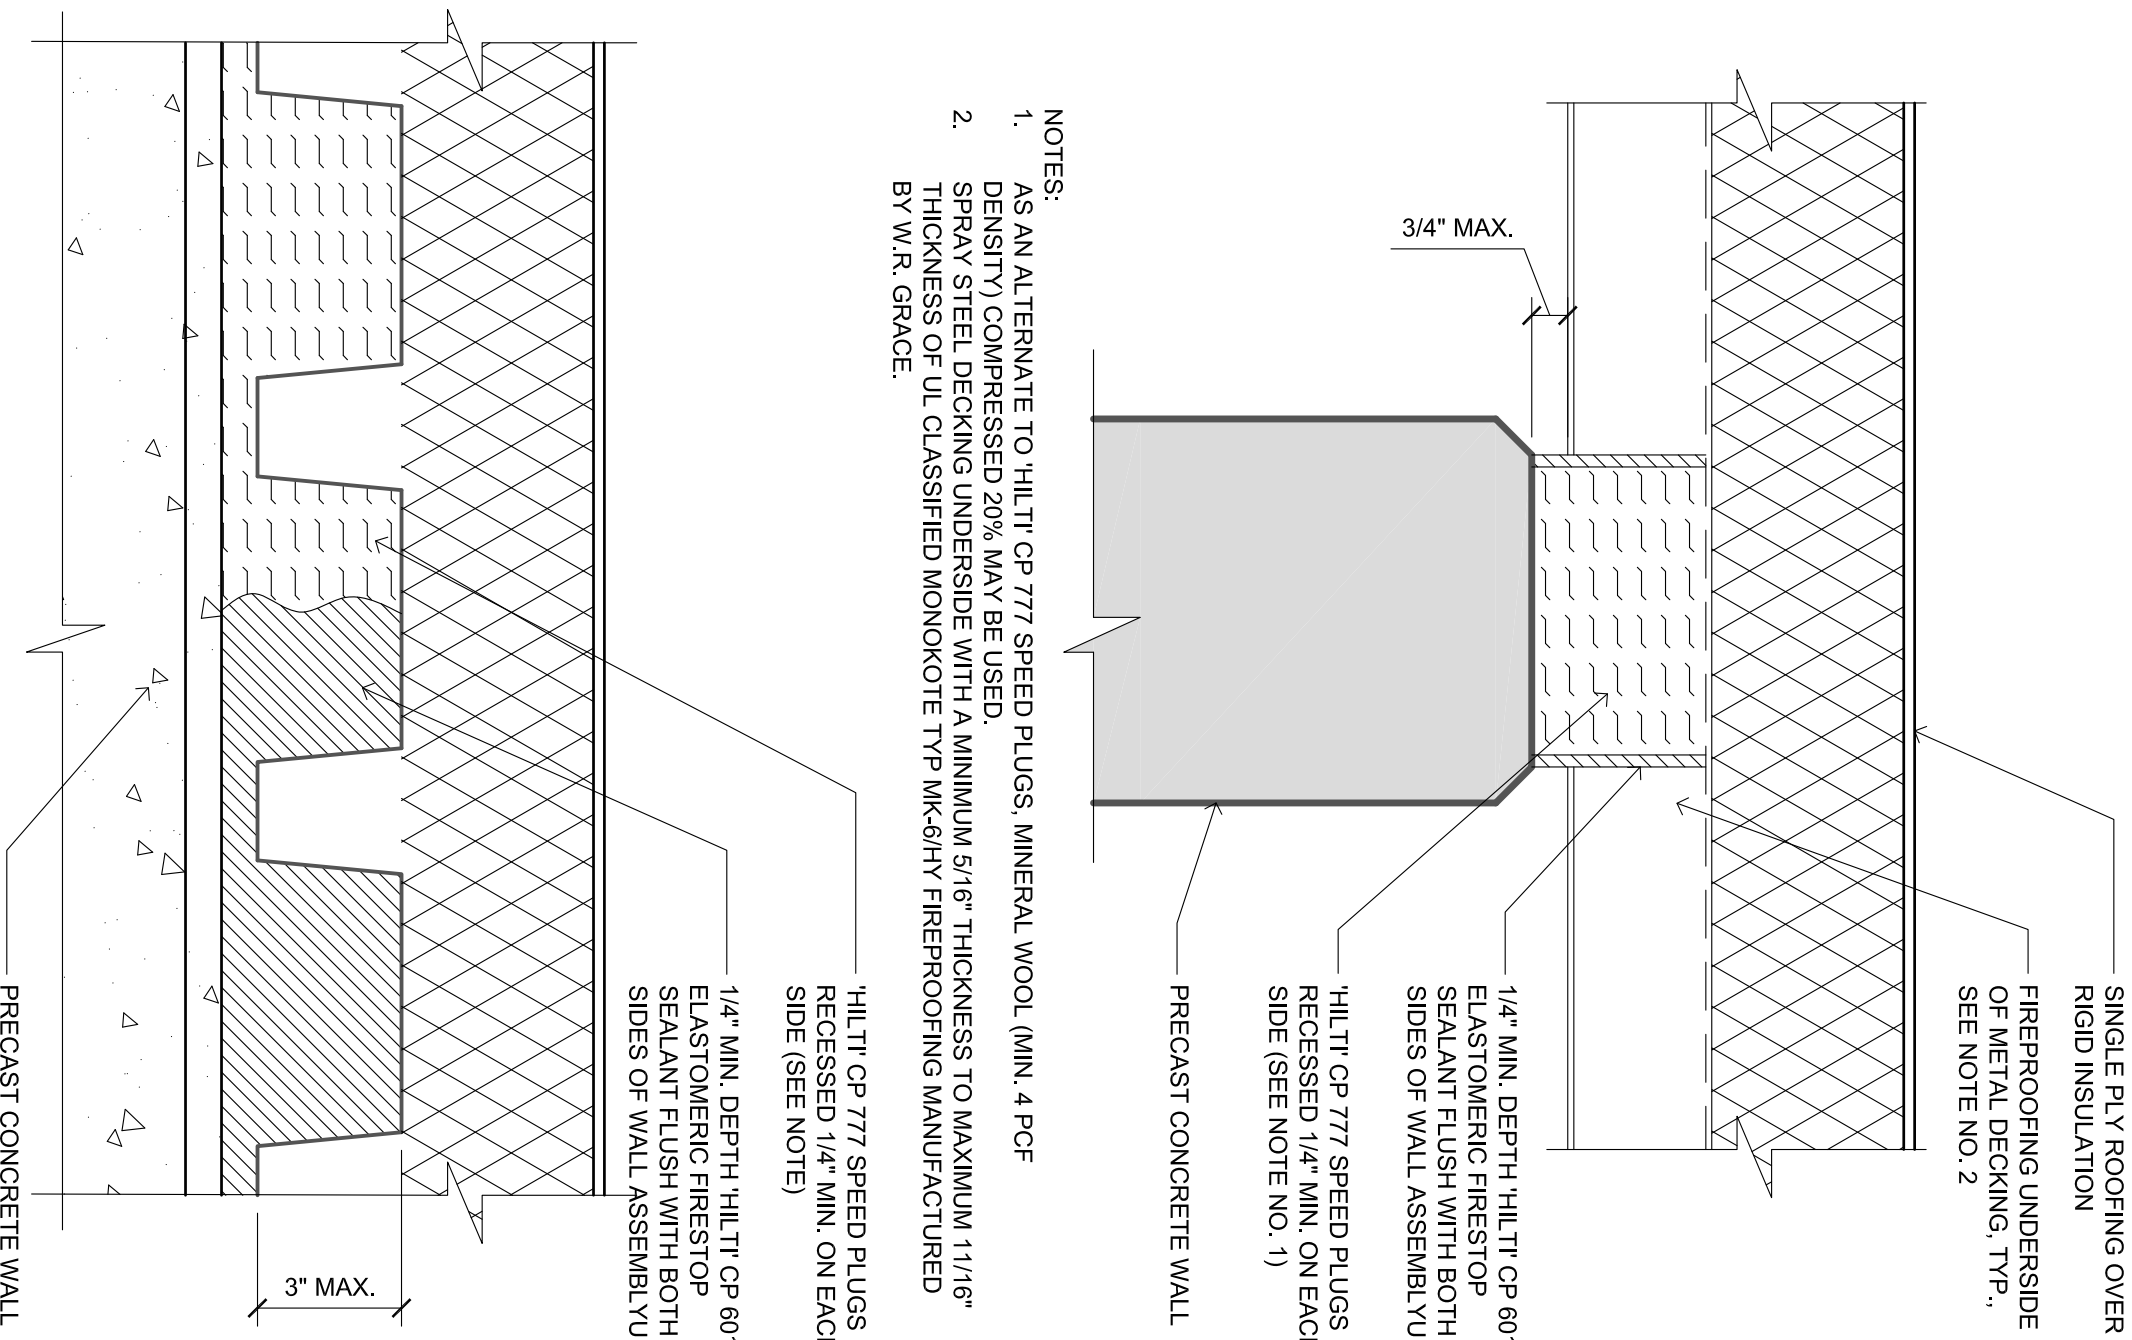 SINGLE PLY ROOFING OVER
RIGID INSULATION
FIREPROOFING UNDERSIDE
OF METAL DECKING, TYP.,
SEE NOTE NO. 2
1/4" MIN. DEPTH 'HILTI' CP
ELASTOMERIC FIRESTOP
SEALANT FLUSH WITH BOTH
SIDES OF WALL ASSEMBLYU
'HILTI' CP 777 SPEED PLUGS
RECESSED 1/4" MIN. ON EACH
SIDE (SEE NOTE NO. 1)
PRECAST CONCRETE WALL
3/4" MAX.
NOTES:
1. AS AN ALTERNATE TO 'HILTI' CP 777 SPEED PLUGS, MINERAL WOOL (MIN. 4 PCF
DENSITY) COMPRESSED 20% MAY BE USED.
2. SPRAY STEEL DECKING UNDERSIDE WITH A MINIMUM 5/16" THICKNESS TO MAXIMUM 11/16"
THICKNESS OF UL CLASSIFIED MONOKOTE TYP MK-6/HY FIREPROOFING MANUFACTURED
BY W.R. GRACE.
'HILTI' CP 777 SPEED PLUGS
RECESSED 1/4" MIN. ON EACH
SIDE (SEE NOTE)
1/4" MIN. DEPTH 'HILTI' CP
ELASTOMERIC FIRESTOP
SEALANT FLUSH WITH BOTH
SIDES OF WALL ASSEMBLYU
3" MAX.
PRECAST CONCRETE WALL